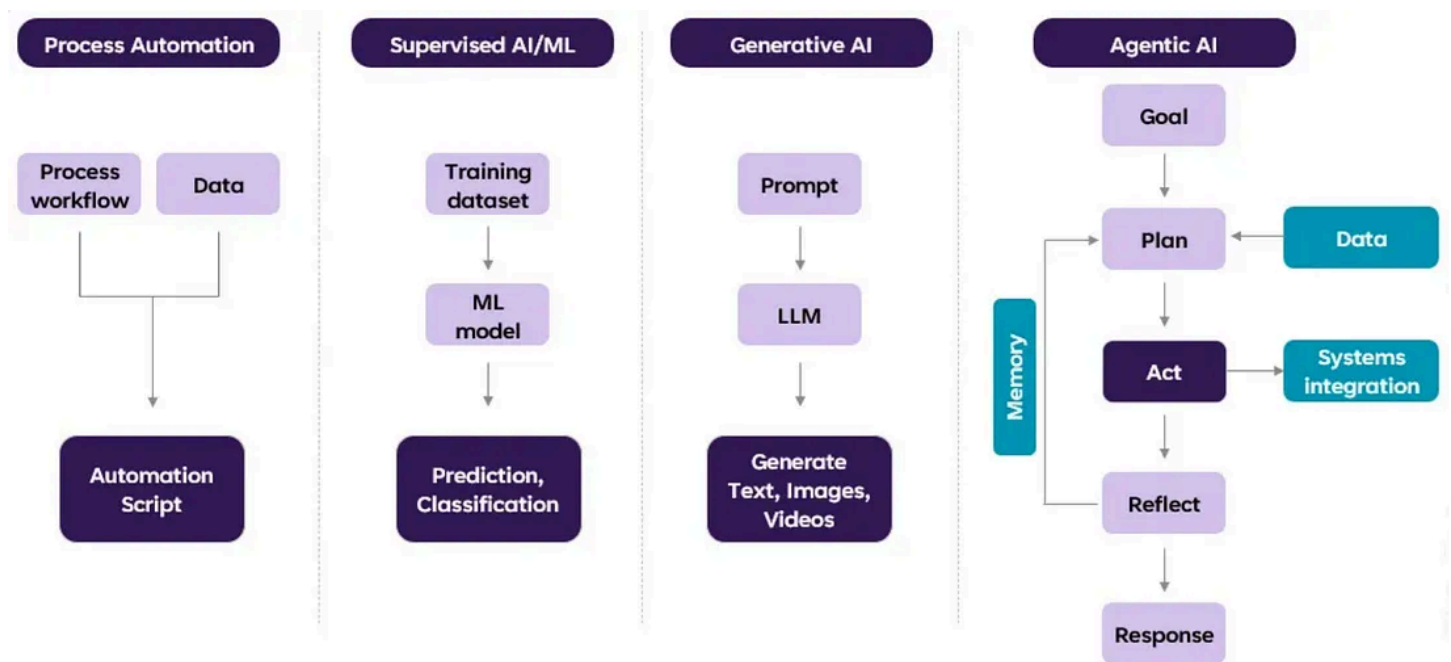 Process Automation
Process
workflow
Data
Automation
Script
Supervised AI/ML
Training
dataset
ML
model
Prediction,
Classification
Generative AI
Prompt
LLM
Generate
Text, Images,
Videos
Agentic AI
Goal
Plan
Data
Act
Systems
integration
Memory
Reflect
Response